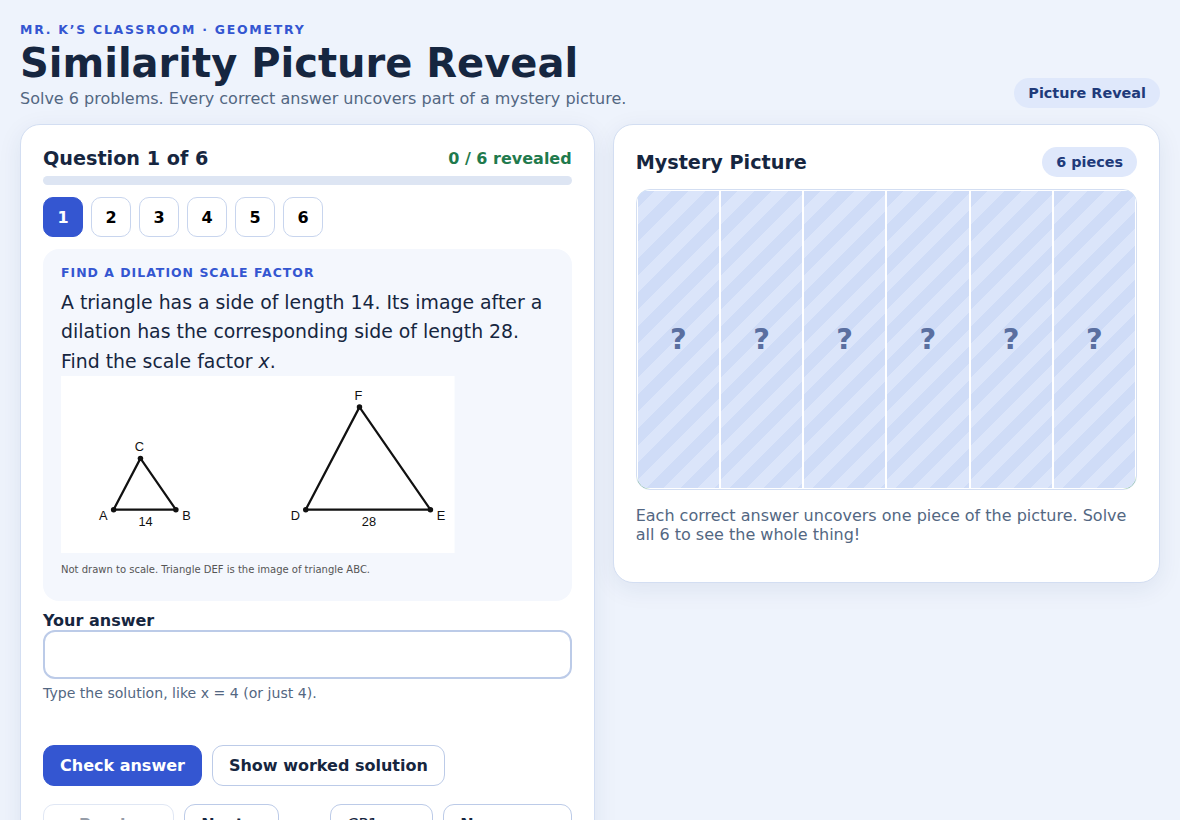 MR. K’S CLASSROOM · GEOMETRY
Similarity Picture Reveal
Solve 6 problems. Every correct answer uncovers part of a mystery picture.
Picture Reveal
Question 1 of 6
0 / 6 revealed
1 2 3 4 5 6
FIND A DILATION SCALE FACTOR
A triangle has a side of length 14. Its image after a
dilation has the corresponding side of length 28.
Find the scale factor x.
F
C
A
B
14
D
E
28
Not drawn to scale. Triangle DEF is the image of triangle ABC.
Your answer
Type the solution, like x = 4 (or just 4).
Check answer
Show worked solution
Mystery Picture
6 pieces
? ? ? ? ? ?
Each correct answer uncovers one piece of the picture. Solve
all 6 to see the whole thing!